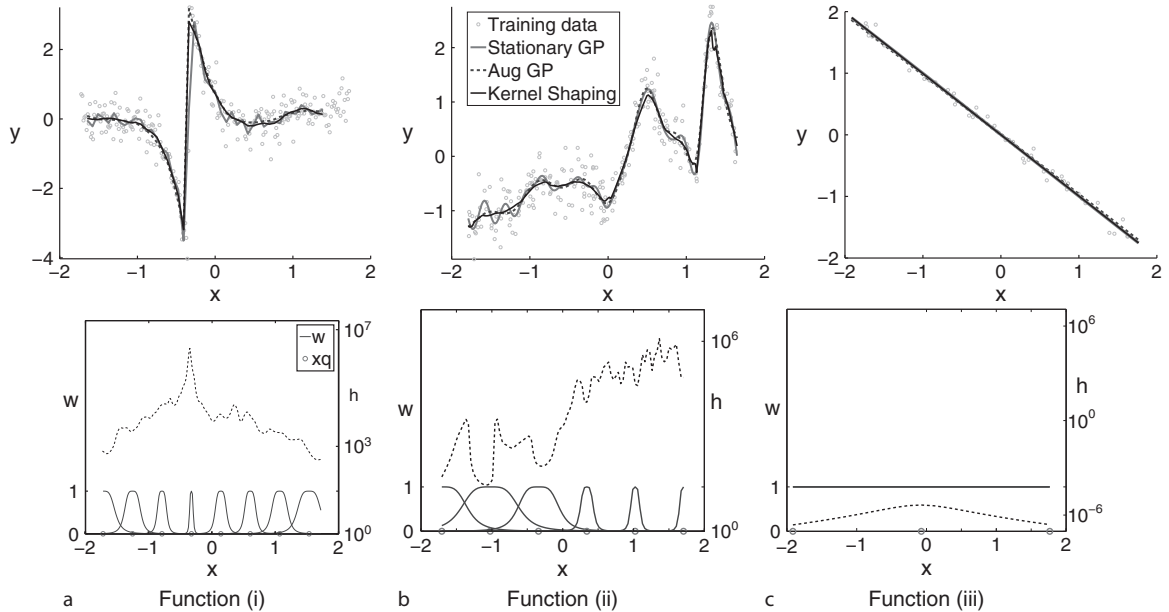 2
0
−2
−4
y
−2
−1
0
1
2
x
2
1
0
−1
y
−2
−1
0
1
2
x
Training data
Stationary GP
Aug GP
Kernel Shaping
2
1
0
−1
−2
y
−2
−1
0
1
2
x
w
1
0
−2
−1
0
1
2
x
10^7
10^3
10^0
h
w
xq
w
1
0
−2
−1
0
1
2
x
10^6
10^0
h
w
1
0
−2
−1
0
1
2
x
10^6
10^0
10^−6
h
a Function (i)
b Function (ii)
c Function (iii)